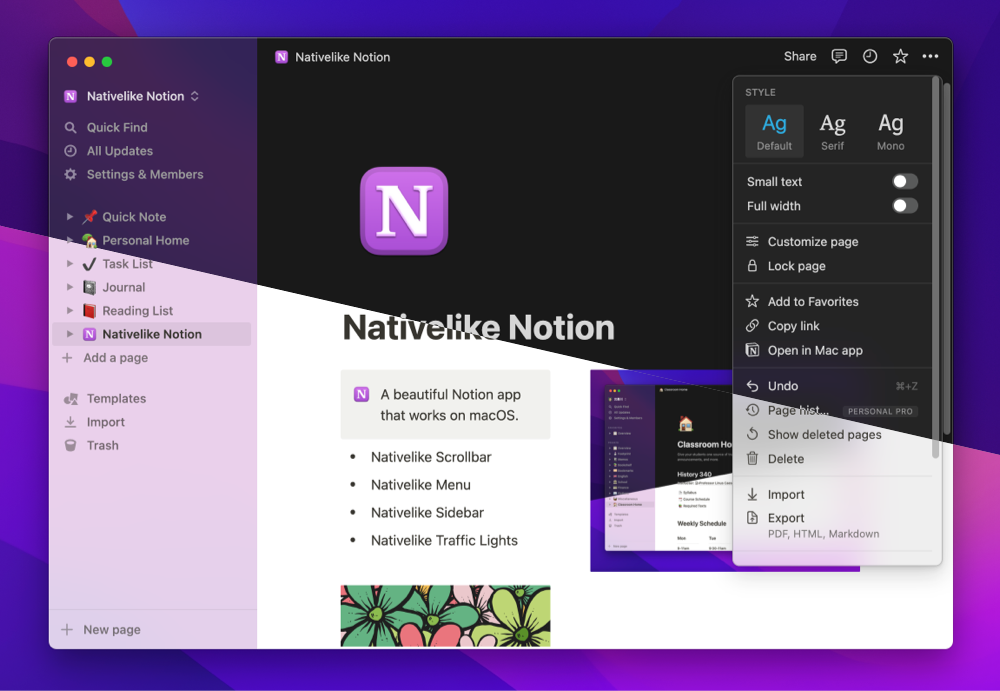 N Nativelike Notion
Quick Find
All Updates
Settings & Members
Quick Note
Personal Home
Task List
Journal
Reading List
N Nativelike Notion
Add a page
Templates
Import
Trash
New page
N Nativelike Notion
Share
N
Nativelike Notion
N A beautiful Notion app
that works on macOS.
• Nativelike Scrollbar
• Nativelike Menu
• Nativelike Sidebar
• Nativelike Traffic Lights
Classroom Ho
History 340
Weekly Schedule
Mon Tue
STYLE
Ag Ag Ag
Default Serif Mono
Small text
Full width
Customize page
Lock page
Add to Favorites
Copy link
Open in Mac app
Undo ⌘+Z
Page hist... PERSONAL PRO
Show deleted pages
Delete
Import
Export
PDF, HTML, Markdown